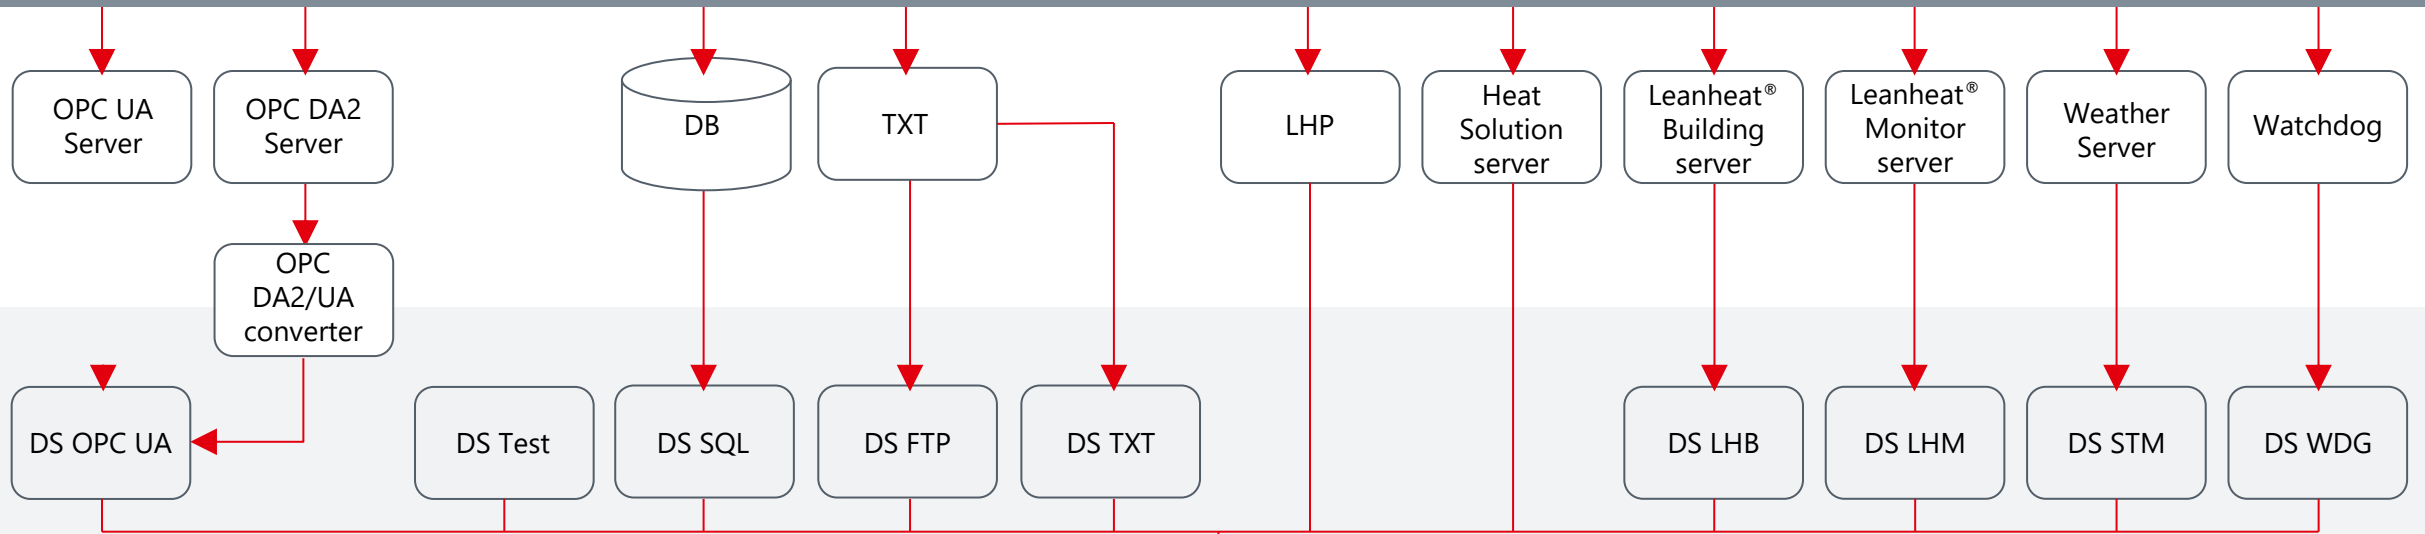 OPC UA
Server
OPC DA2
Server
DB
TXT
LHP
Heat
Solution
server
Leanheat®
Building
server
Leanheat®
Monitor
server
Weather
Server
Watchdog
OPC
DA2/UA
converter
DS OPC UA
DS Test
DS SQL
DS FTP
DS TXT
DS LHB
DS LHM
DS STM
DS WDG